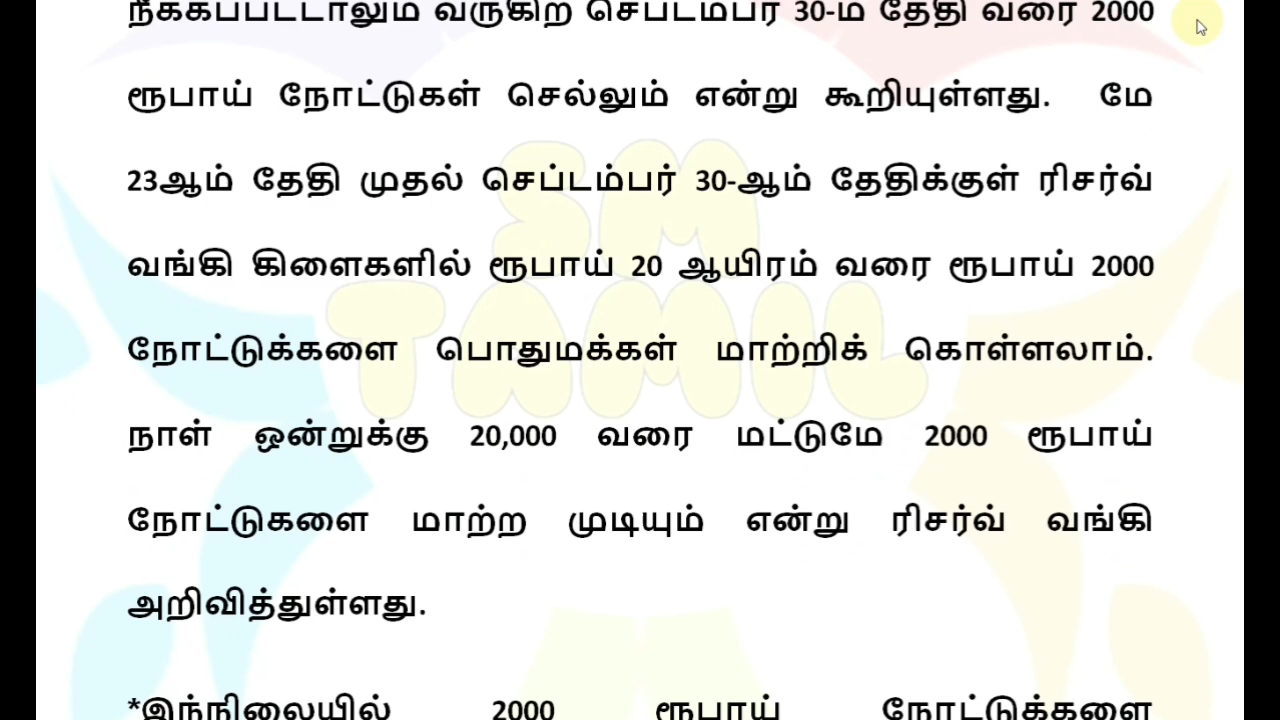 நீக்கப்பட்டாலும் வருகிற செப்டம்பர் 30-ம் தேதி வரை 2000
ரூபாய் நோட்டுகள் செல்லும் என்று கூறியுள்ளது. மே
23ஆம் தேதி முதல் செப்டம்பர் 30-ஆம் தேதிக்குள் ரிசர்வ்
வங்கி கிளைகளில் ரூபாய் 20 ஆயிரம் வரை ரூபாய் 2000
நோட்டுக்களை பொதுமக்கள் மாற்றிக் கொள்ளலாம்.
நாள் ஒன்றுக்கு 20,000 வரை மட்டுமே 2000 ரூபாய்
நோட்டுகளை மாற்ற முடியும் என்று ரிசர்வ் வங்கி
அறிவித்துள்ளது.
*இந்நிலையில் 2000 ரூபாய் நோட்டுக்களை
SM
TAMIL